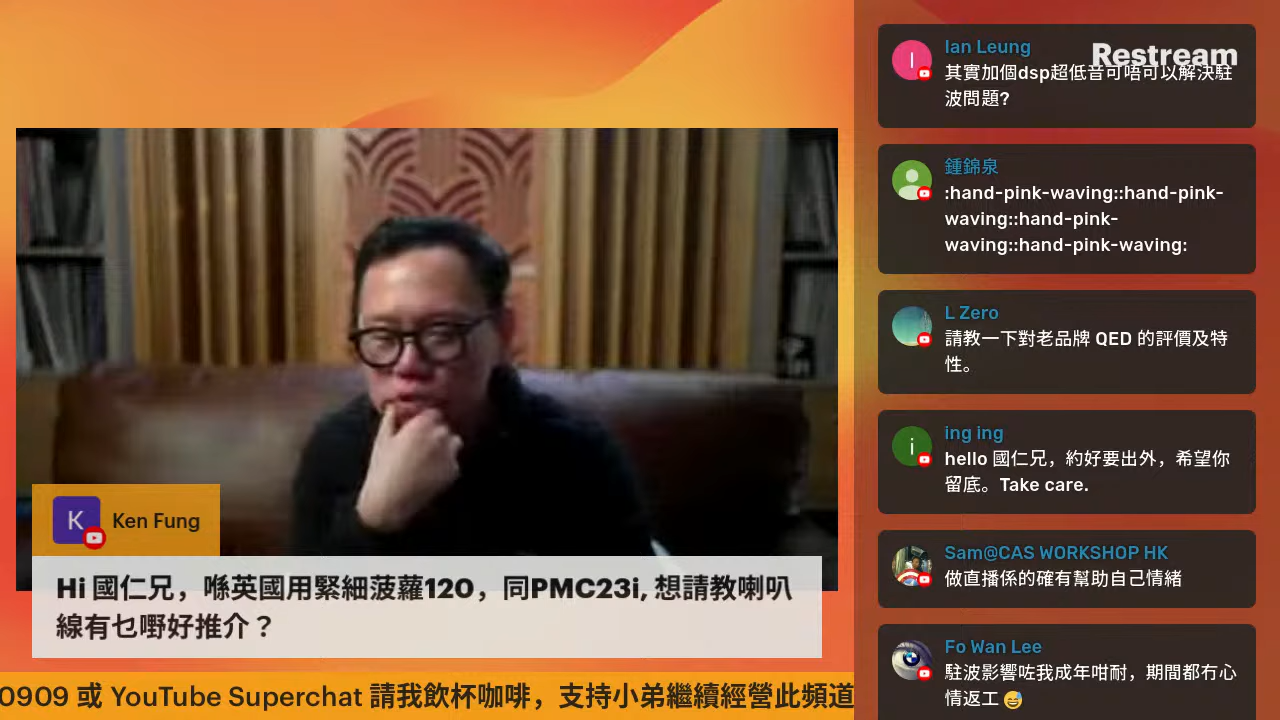 Restream
Ian Leung
其實加個dsp超低音可唔可以解決駐
波問題?
鍾錦泉
:hand-pink-waving::hand-pink-
waving::hand-pink-
waving::hand-pink-waving:
L Zero
請教一下對老品牌 QED 的評價及特
性。
ing ing
hello 國仁兄，約好要出外，希望你
留底。Take care.
Sam@CAS WORKSHOP HK
做直播係的確有幫助自己情緒
Fo Wan Lee
駐波影響咗我成年咁耐，期間都冇心
情返工 😅
K
Ken Fung
Hi 國仁兄，喺英國用緊細菠蘿120，同PMC23i, 想請教喇叭
線有乜嘢好推介？
0909 或 YouTube Superchat 請我飲杯咖啡，支持小弟繼續經營此頻道